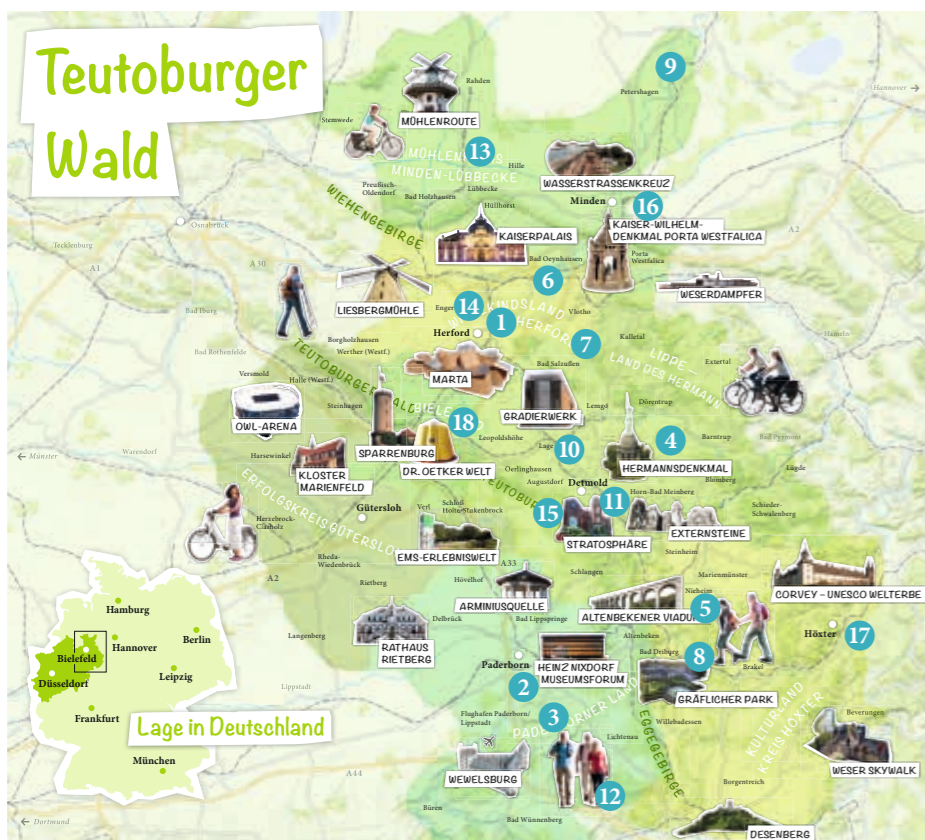 Teutoburger
Wald
9
Rahden
Petershagen
Hannover →
MÜHLENROUTE
Stemwede
13
MÜHLENKREIS
MINDEN-LÜBBECKE
Hille
WASSERSTRASSENKREUZ
Preußisch-
Oldendorf
Lübbecke
Bad Holzhausen
Minden
16
WIEHENGEBIRGE
Hüllhorst
KAISER-WILHELM-
DENKMAL PORTA WESTFALICA
Osnabrück
KAISERPALAIS
A2
Tecklenburg
Bad Oeynhausen
Porta
Westfalica
A1
A30
6
WESERDAMPFER
LIESBERGMÜHLE
Enger
14
1
Vlotho
Bad Iburg
HERFORD
Herford
7
Kalletal
Hameln
Borgholzhausen
LIPPE
LAND DES HERMANN
Bad Rothenfelde
Werther (Westf.)
Bad Salzuflen
Extertal
TEUTOBURGER WALD
MARTA
Versmold
Halle (Westf.)
Steinhagen
GRADIERWERK
Lemgo
Dörentrup
OWL-ARENA
18
Leopoldshöhe
Lage
10
4
Barntrup
Bad Pyrmont
← Münster
Warendorf
Harsewinkel
SPARRENBURG
DR. OETKER WELT
HERMANNSDENKMAL
Lügde
KLOSTER
MARIENFELD
Oerlinghausen
Augustdorf
Detmold
Blomberg
Horn-Bad Meinberg
ERFOLGSKREIS GÜTERSLOH
Gütersloh
Verl
Schloß
Holte-Stukenbrock
15
11
Schieder-
Schwalenberg
Herzebrock-
Clarholz
STRATOSPHÄRE
EXTERNSTEINE
Steinheim
EMS-ERLEBNISWELT
Rheda-
Wiedenbrück
A2
A33
Schlangen
Rietberg
Hövelhof
Marienmünster
Nieheim
CORVEY – UNESCO WELTERBE
ARMINIUSQUELLE
ALTENBEKENER VIADUKT
5
Hamburg
Bad Lippspringe
Delbrück
Höxter
17
Langenberg
RATHAUS
RIETBERG
Altenbeken
Hannover
Berlin
Bielefeld
Paderborn
HEINZ NIXDORF
MUSEUMSFORUM
Bad Driburg
8
Brakel
Düsseldorf
Leipzig
Lippstadt
2
GRÄFLICHER PARK
Frankfurt
Flughafen Paderborn/
Lippstadt
3
PADERBORNER LAND
Willebadessen
KULTURLAND
KREIS HÖXTER
Beverungen
Lage in Deutschland
Lichtenau
EGGEGEBIRGE
München
A44
WEWELSBURG
WESER SKYWALK
12
Borgentreich
Büren
Bad Wünnenberg
← Dortmund
DESENBERG